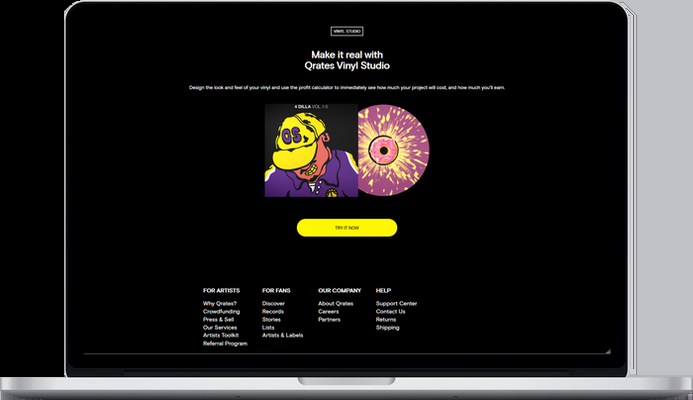 VINYL STUDIO
Make it real with
Qrates Vinyl Studio
Design the look and feel of your vinyl and use the profit calculator to immediately see how much your project will cost, and how much you'll earn.
4 DILLA VOL.1-5
OS.
TRY IT NOW
FOR ARTISTS
Why Qrates?
Crowdfunding
Press & Sell
Our Services
Artists Toolkit
Referral Program
FOR FANS
Discover
Records
Stories
Lists
Artists & Labels
OUR COMPANY
About Qrates
Careers
Partners
HELP
Support Center
Contact Us
Returns
Shipping